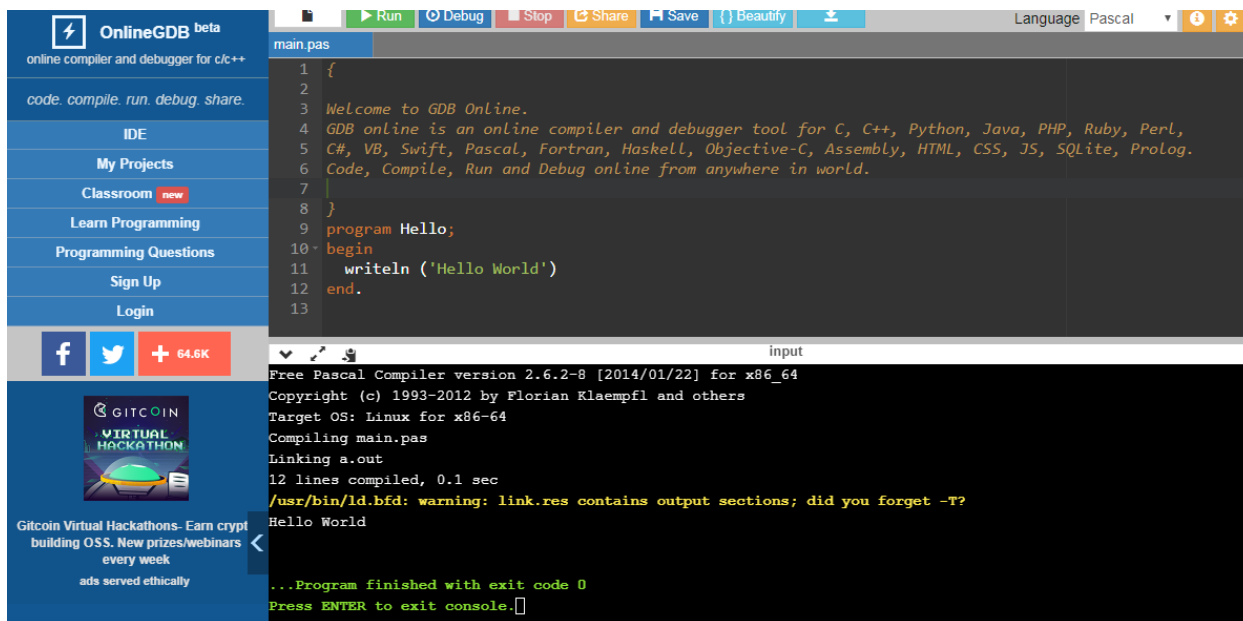 OnlineGDB beta
online compiler and debugger for c/c++
code. compile. run. debug. share.
IDE
My Projects
Classroom new
Learn Programming
Programming Questions
Sign Up
Login
f
64.6K
GITCOIN
VIRTUAL
HACKATHON
Gitcoin Virtual Hackathons- Earn crypt
building OSS. New prizes/webinars
every week
ads served ethically
Run Debug Stop Share Save { } Beautify Language Pascal
main.pas
1 {
2
3 Welcome to GDB Online.
4 GDB online is an online compiler and debugger tool for C, C++, Python, Java, PHP, Ruby, Perl,
5 C#, VB, Swift, Pascal, Fortran, Haskell, Objective-C, Assembly, HTML, CSS, JS, SQLite, Prolog.
6 Code, Compile, Run and Debug online from anywhere in world.
7
8 }
9 program Hello;
10 begin
11 writeln ('Hello World')
12 end.
13
input
Free Pascal Compiler version 2.6.2-8 [2014/01/22] for x86_64
Copyright (c) 1993-2012 by Florian Klaempfl and others
Target OS: Linux for x86-64
Compiling main.pas
Linking a.out
12 lines compiled, 0.1 sec
/usr/bin/ld.bfd: warning: link.res contains output sections; did you forget -T?
Hello World
...Program finished with exit code 0
Press ENTER to exit console.